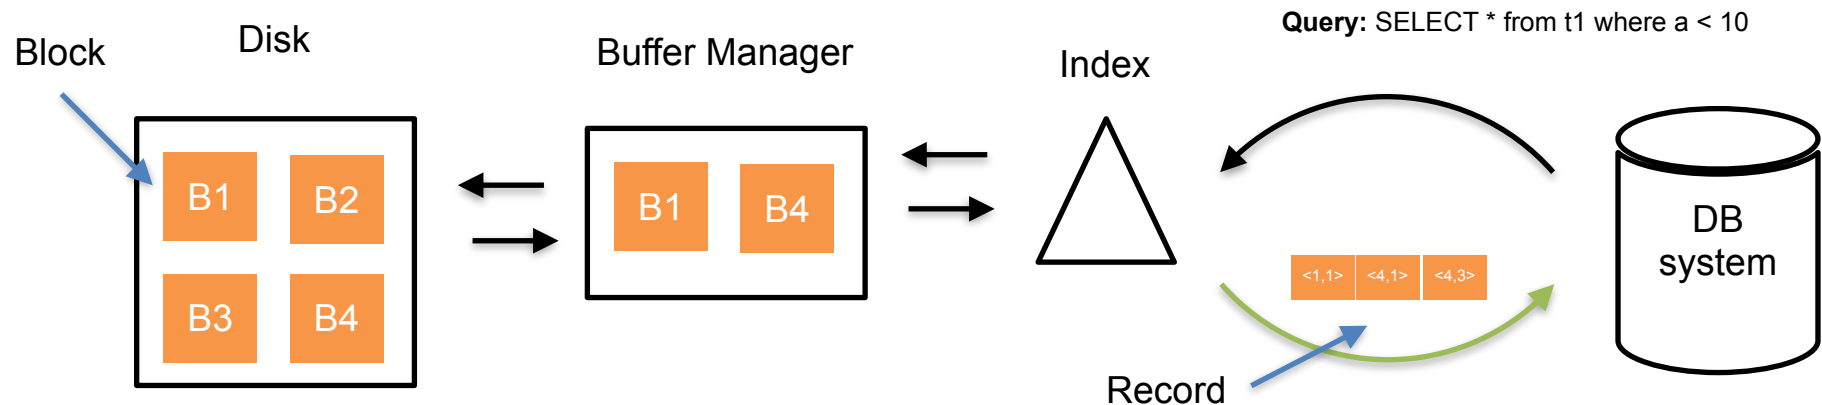 Query: SELECT * from t1 where a < 10
Block
Disk
Buffer Manager
Index
B1
B2
B3
B4
B1
B4
<1,1>
<4,1>
<4,3>
Record
DB
system